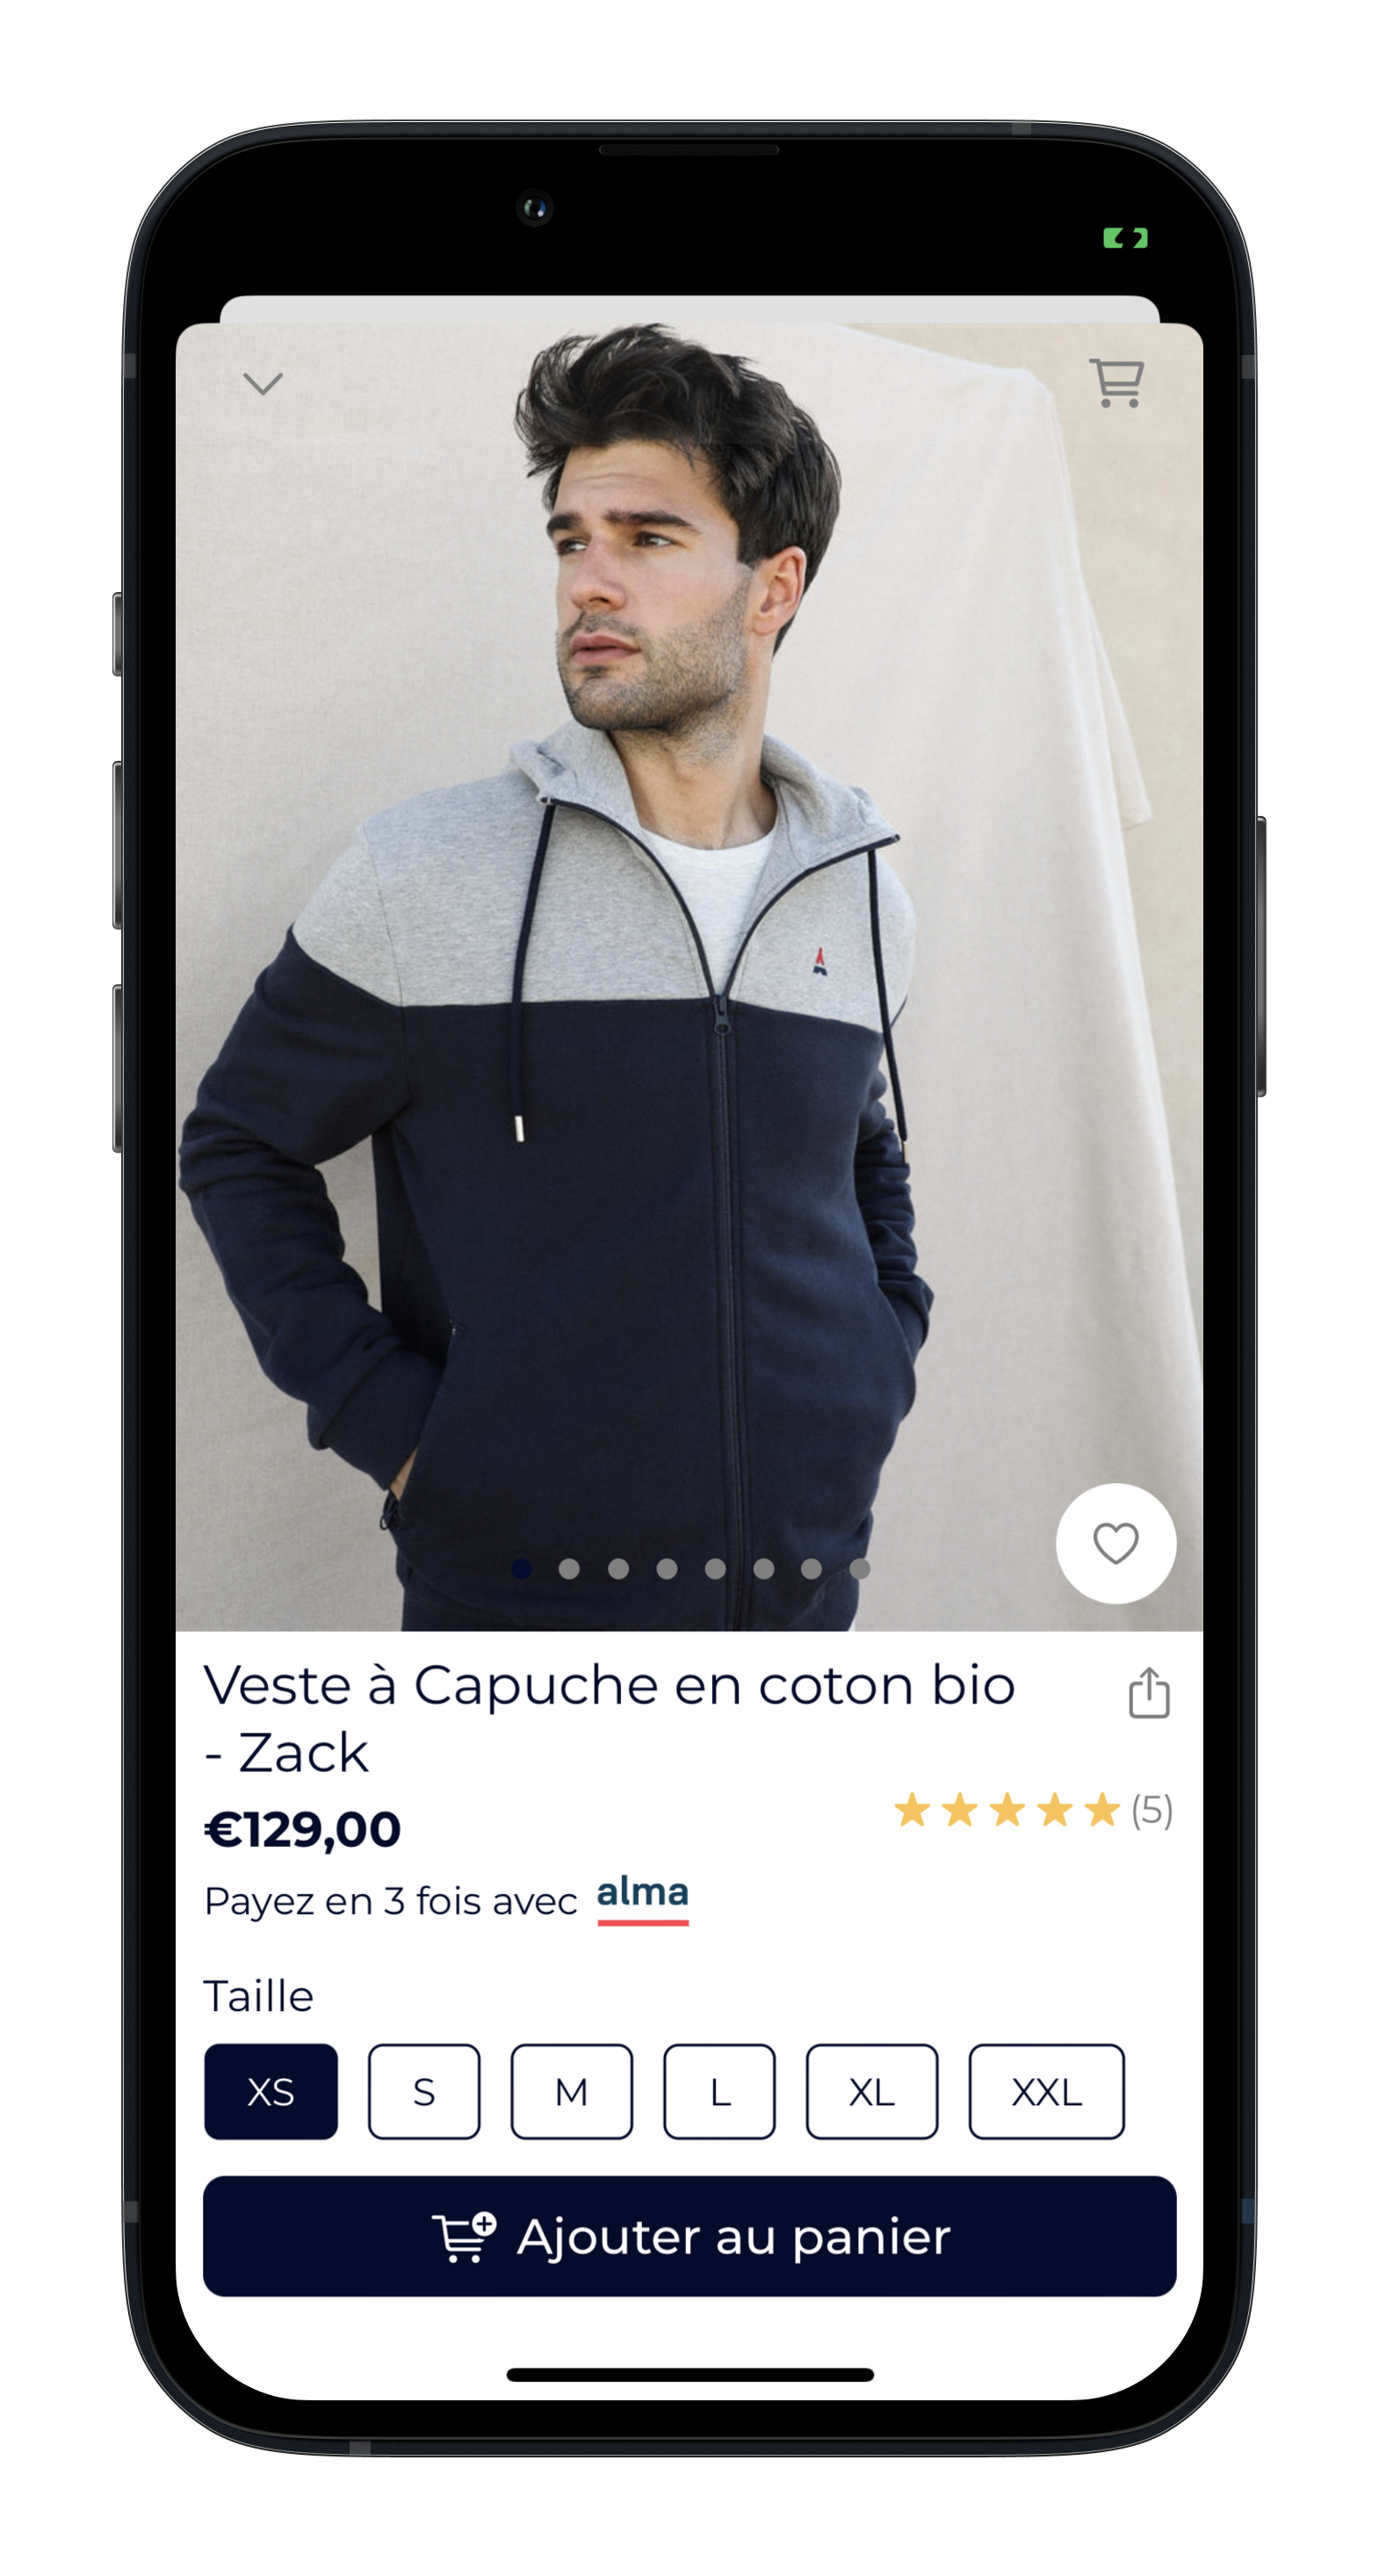 Veste à Capuche en coton bio
- Zack
€129,00
(5)
Payez en 3 fois avec alma
Taille
XS S M L XL XXL
Ajouter au panier